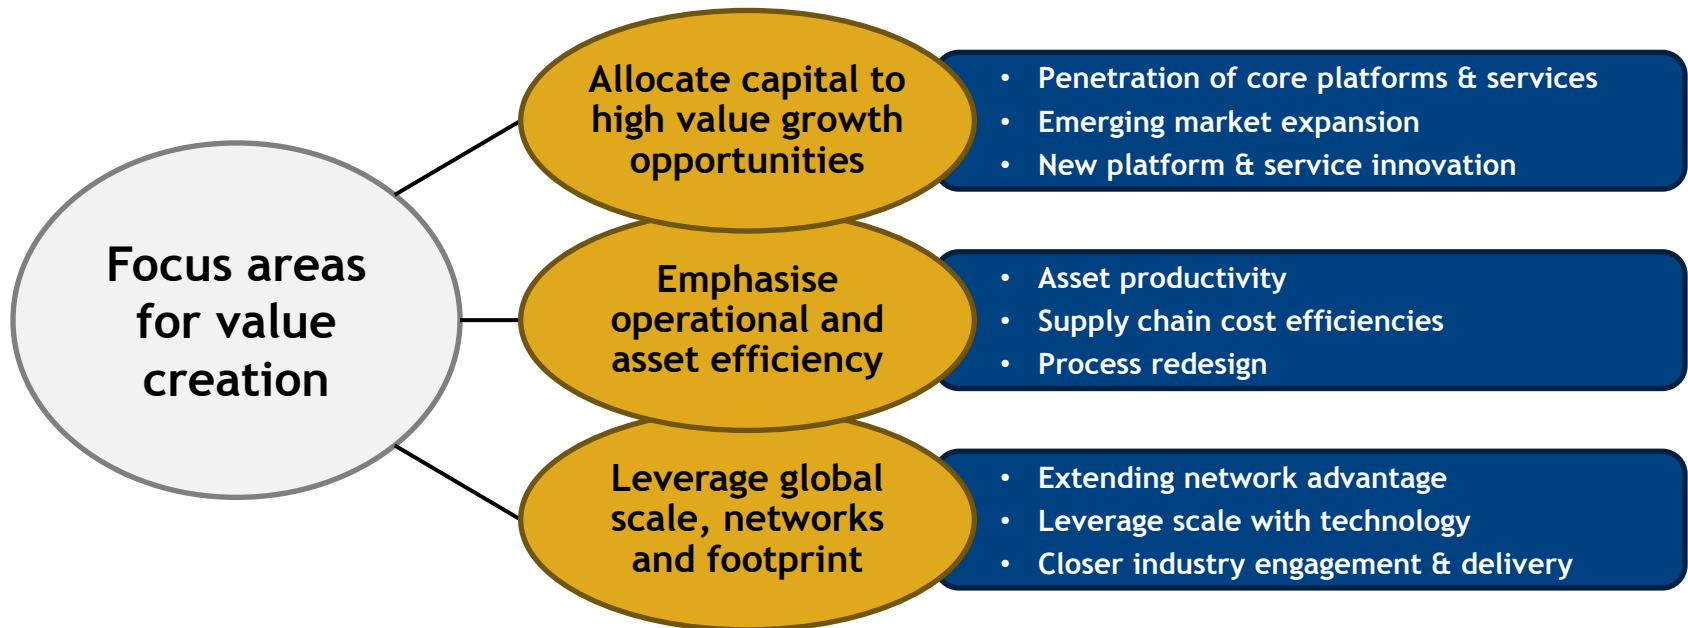 Focus areas
for value
creation
Allocate capital to
high value growth
opportunities
• Penetration of core platforms & services
• Emerging market expansion
• New platform & service innovation
Emphasise
operational and
asset efficiency
• Asset productivity
• Supply chain cost efficiencies
• Process redesign
Leverage global
scale, networks
and footprint
• Extending network advantage
• Leverage scale with technology
• Closer industry engagement & delivery